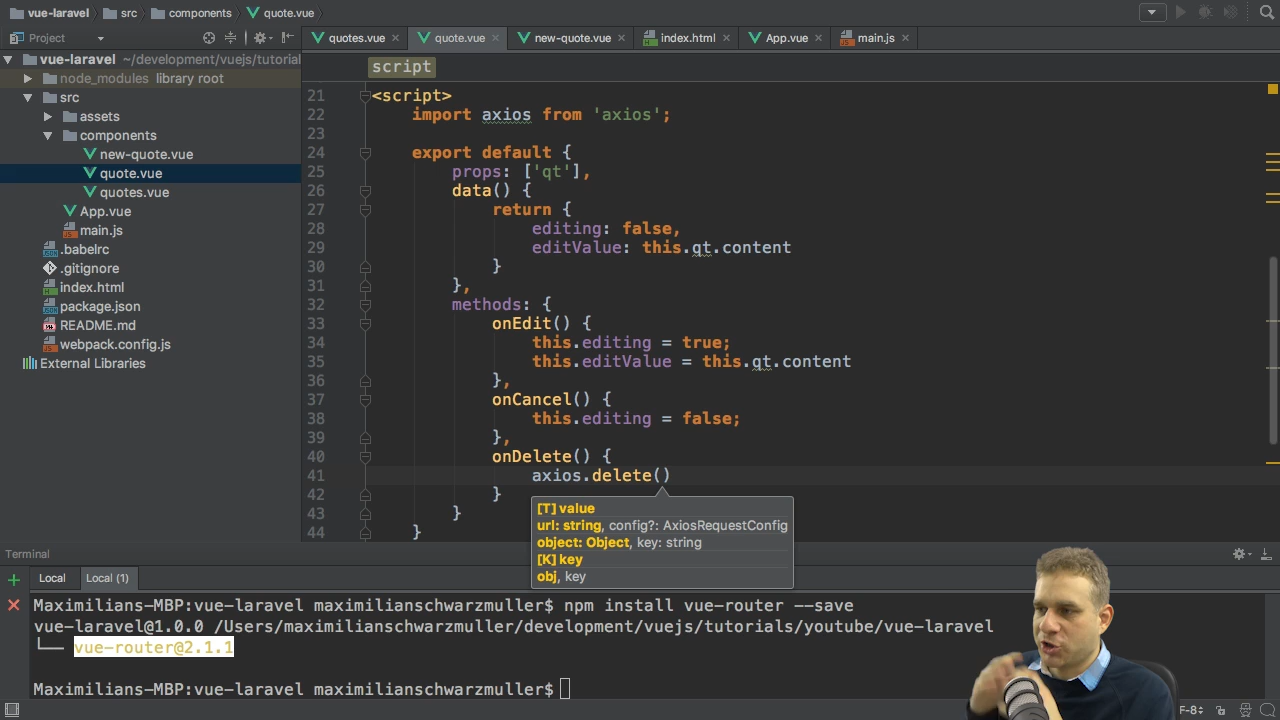 vue-laravel src components quote.vue
Project
quotes.vue quote.vue new-quote.vue index.html App.vue main.js
vue-laravel ~/development/vuejs/tutorial
node_modules library root
src
assets
components
new-quote.vue
quote.vue
quotes.vue
App.vue
main.js
.babelrc
.gitignore
index.html
package.json
README.md
webpack.config.js
External Libraries
script
21 <script>
22 import axios from 'axios';
23
24 export default {
25 props: ['qt'],
26 data() {
27 return {
28 editing: false,
29 editValue: this.qt.content
30 }
31 },
32 methods: {
33 onEdit() {
34 this.editing = true;
35 this.editValue = this.qt.content
36 },
37 onCancel() {
38 this.editing = false;
39 },
40 onDelete() {
41 axios.delete()
42 }
43 }
44 }
[T] value
url: string, config?: AxiosRequestConfig
object: Object, key: string
[K] key
obj, key
Terminal
Local Local (1)
Maximilians-MBP:vue-laravel maximilianschwarzmuller$ npm install vue-router --save
vue-laravel@1.0.0 /Users/maximilianschwarzmuller/development/vuejs/tutorials/youtube/vue-laravel
└── vue-router@2.1.1
Maximilians-MBP:vue-laravel maximilianschwarzmuller$